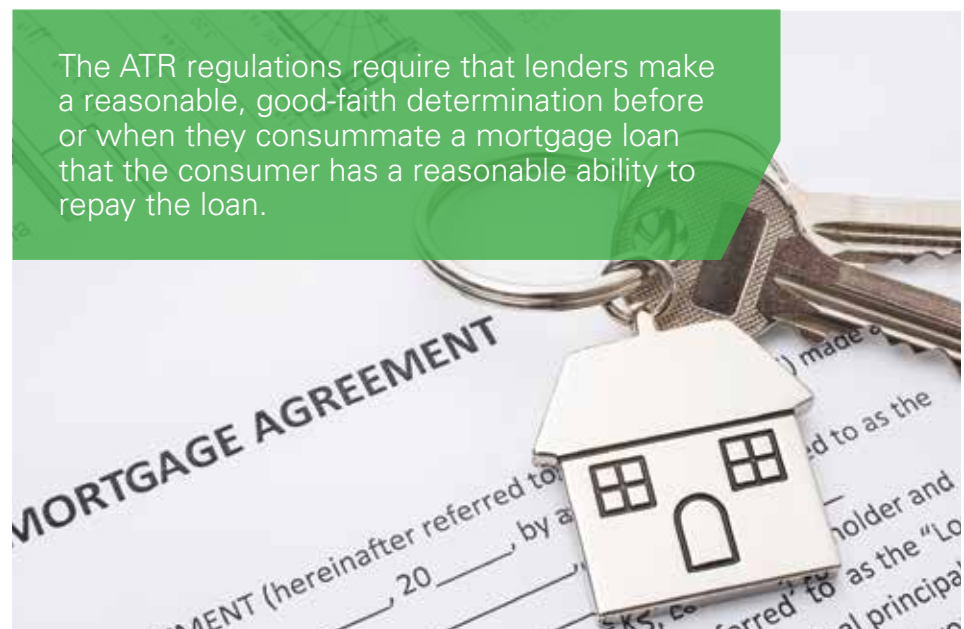 The ATR regulations require that lenders make
a reasonable, good-faith determination before
or when they consummate a mortgage loan
that the consumer has a reasonable ability to
repay the loan.
MORTGAGE AGREEMENT
(hereinafter referred to
made
to as the
, 20 , by
holder and
as the "Lo
principal